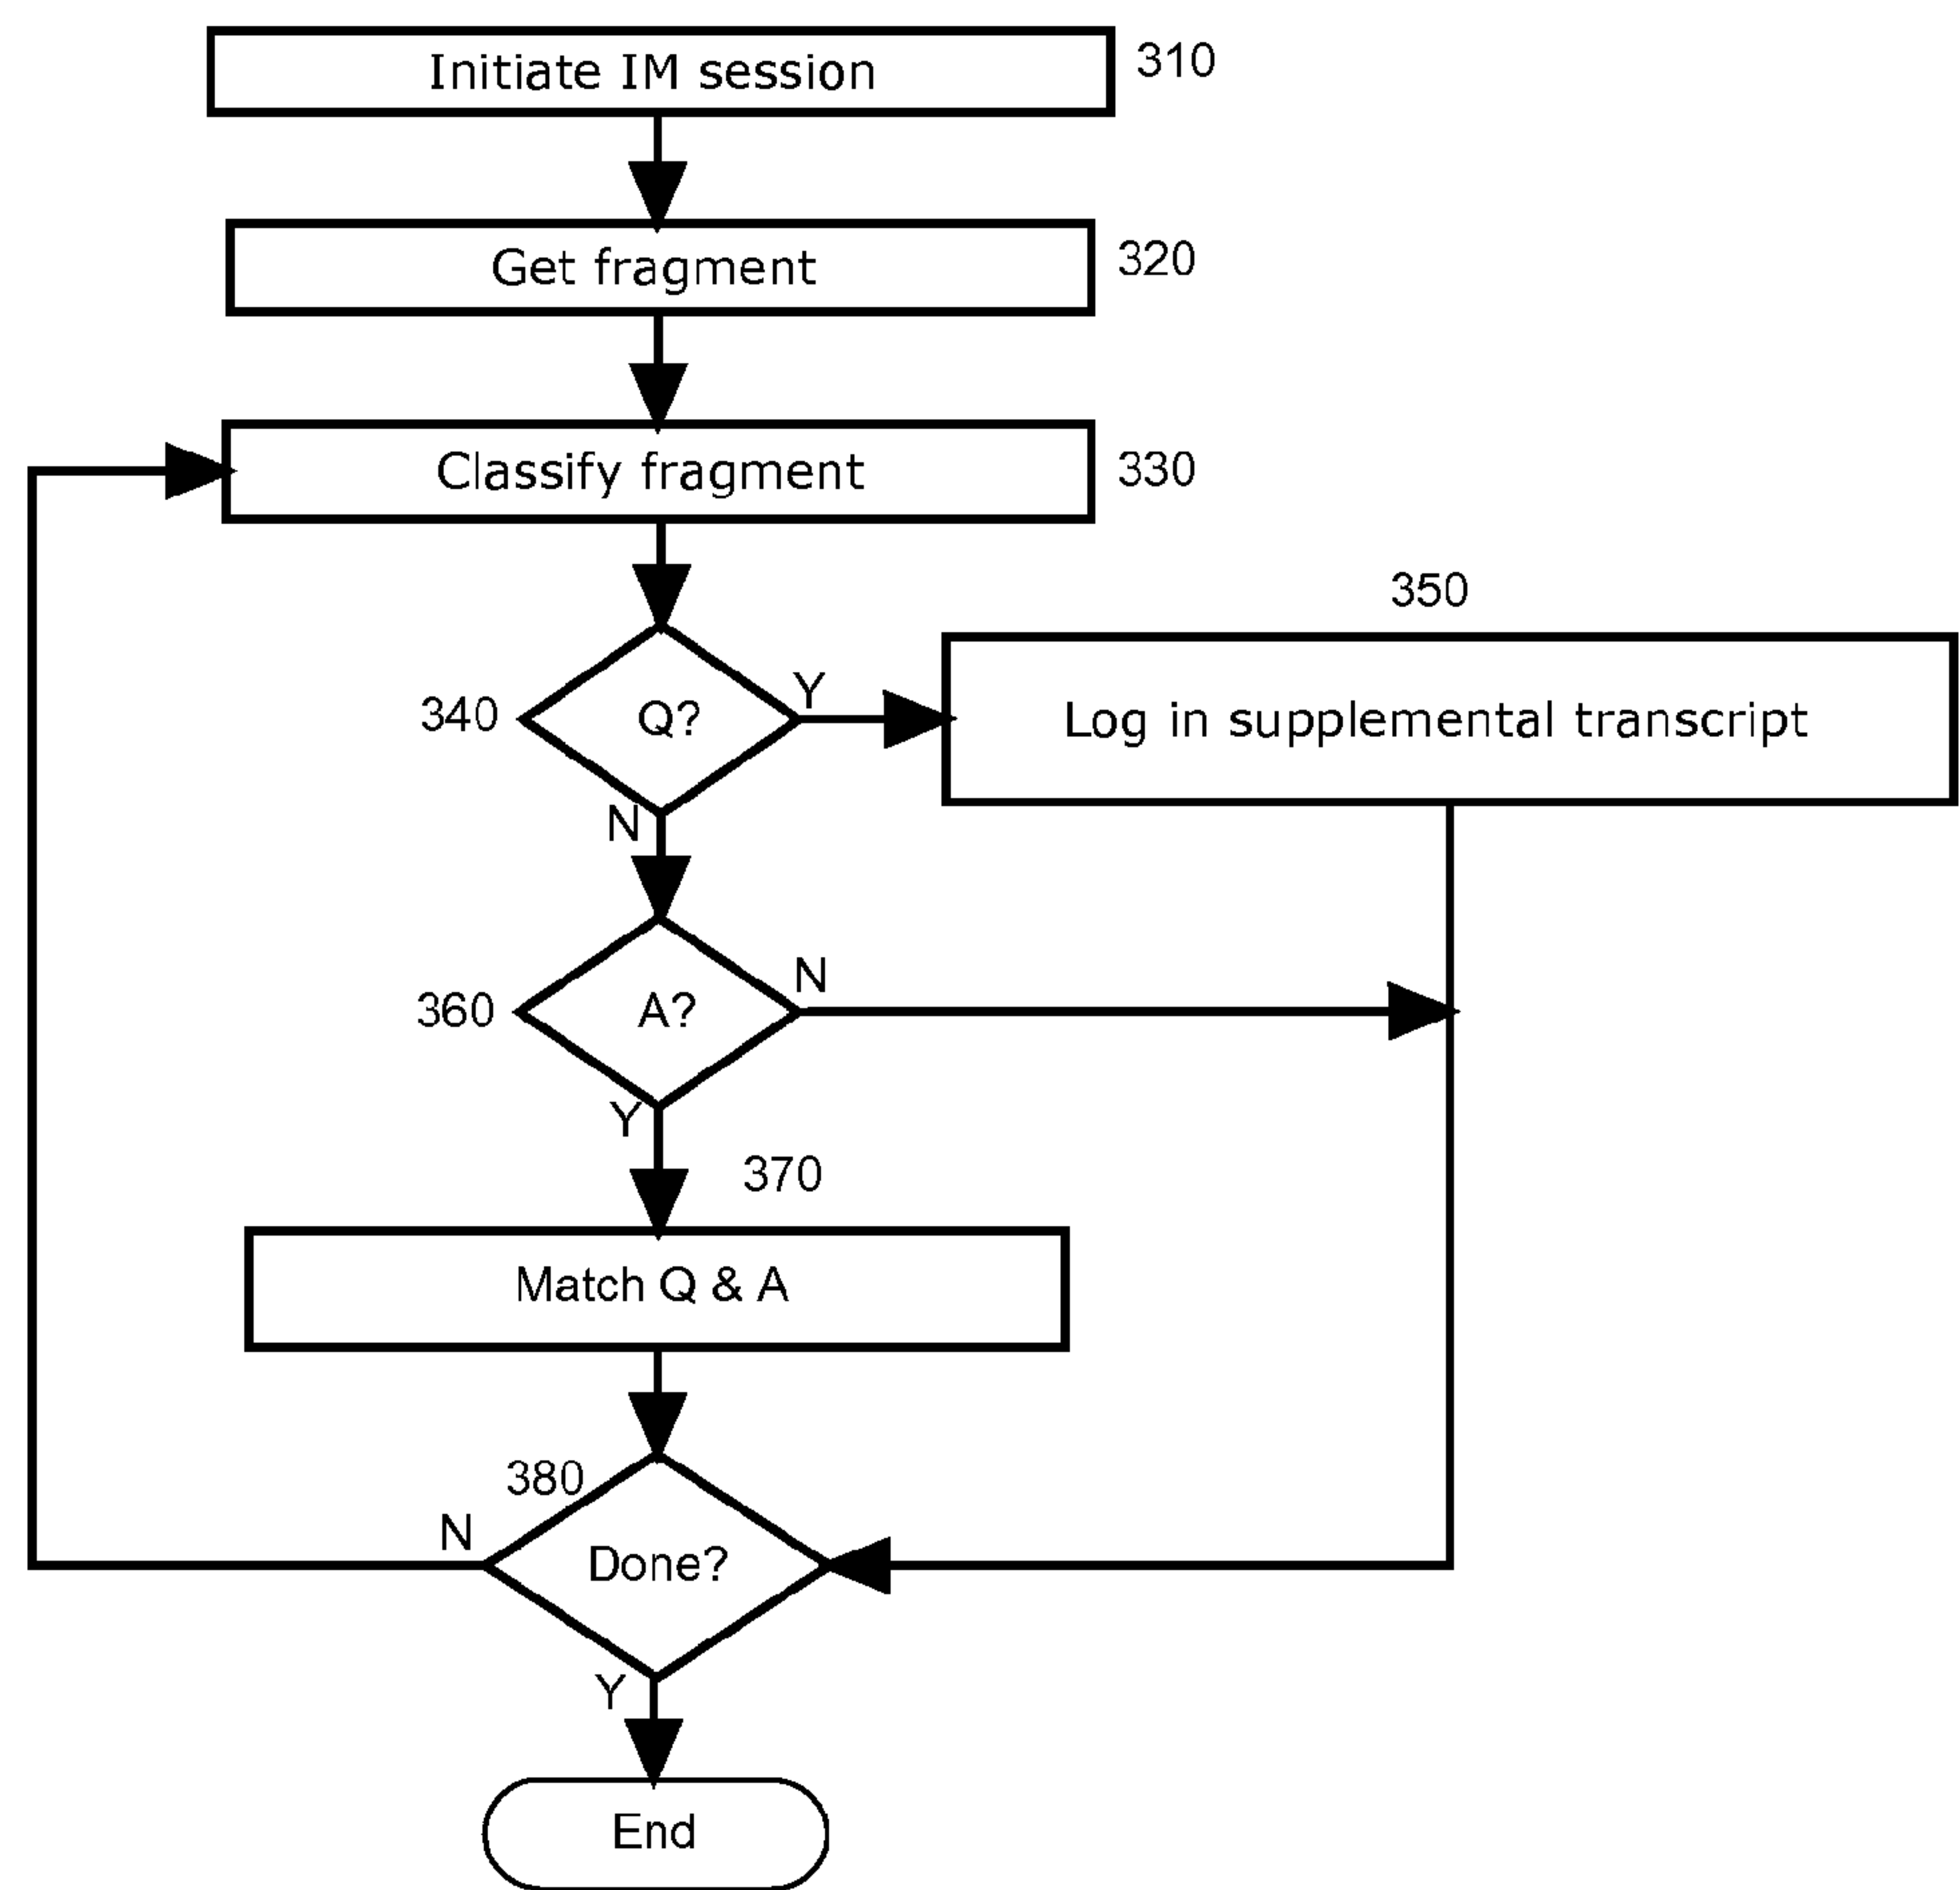 Initiate IM session
310
Get fragment
320
Classify fragment
330
350
340
Q?
Y
Log in supplemental transcript
N
360
A?
N
Y
370
Match Q & A
380
N
Done?
Y
End